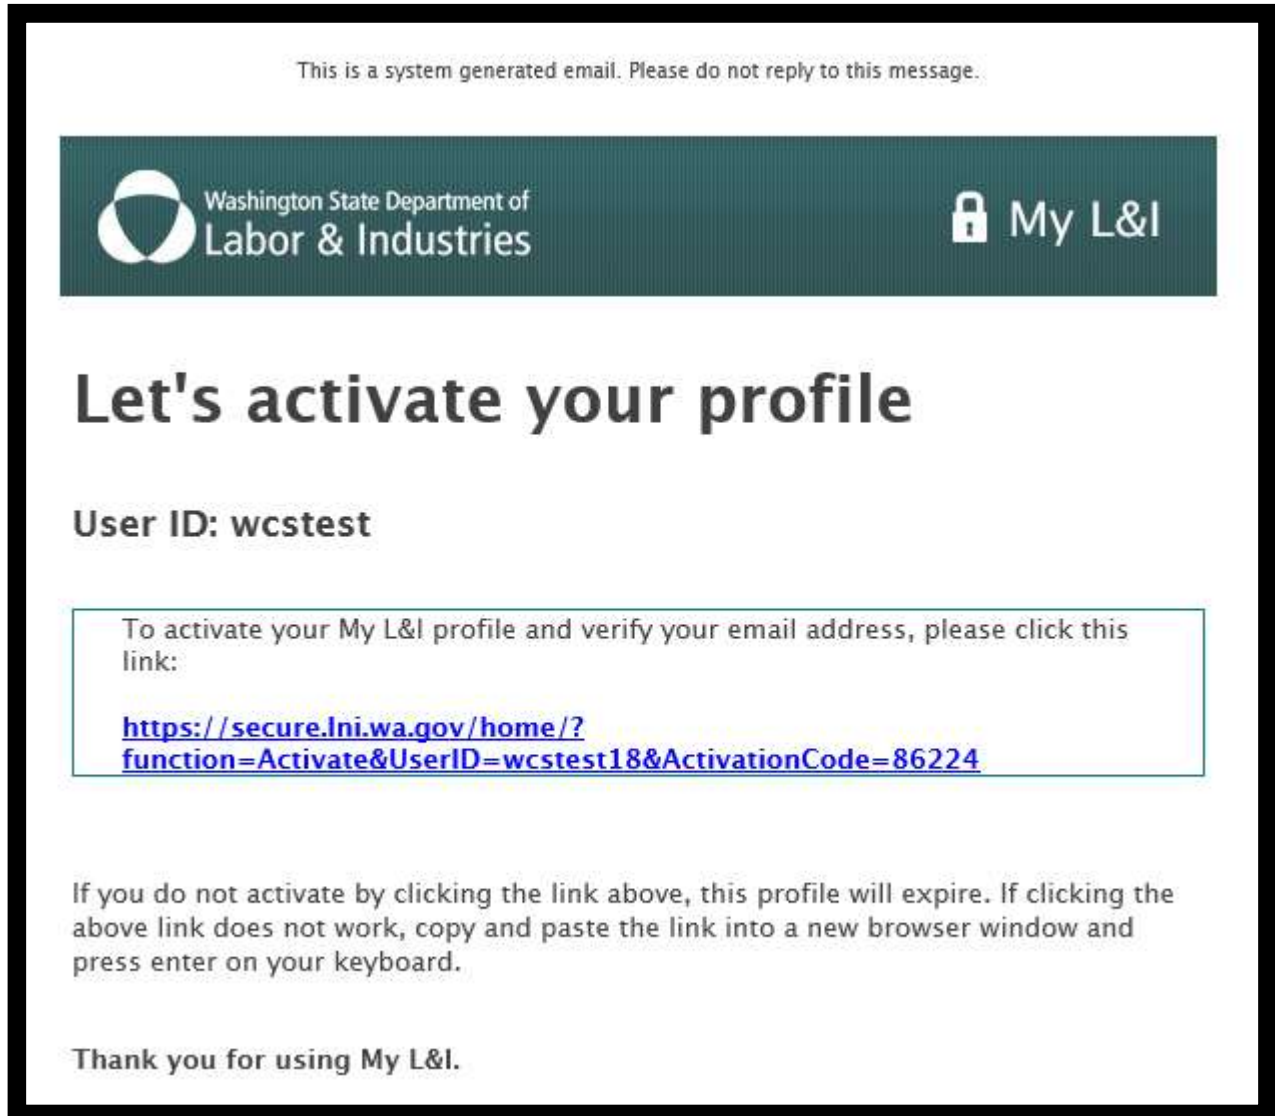 This is a system generated email. Please do not reply to this message.
Washington State Department of
Labor & Industries
My L&I
Let's activate your profile
User ID: wcstest
To activate your My L&I profile and verify your email address, please click this
link:
https://secure.lni.wa.gov/home/?
function=Activate&UserID=wcstest18&ActivationCode=86224
If you do not activate by clicking the link above, this profile will expire. If clicking the
above link does not work, copy and paste the link into a new browser window and
press enter on your keyboard.
Thank you for using My L&I.